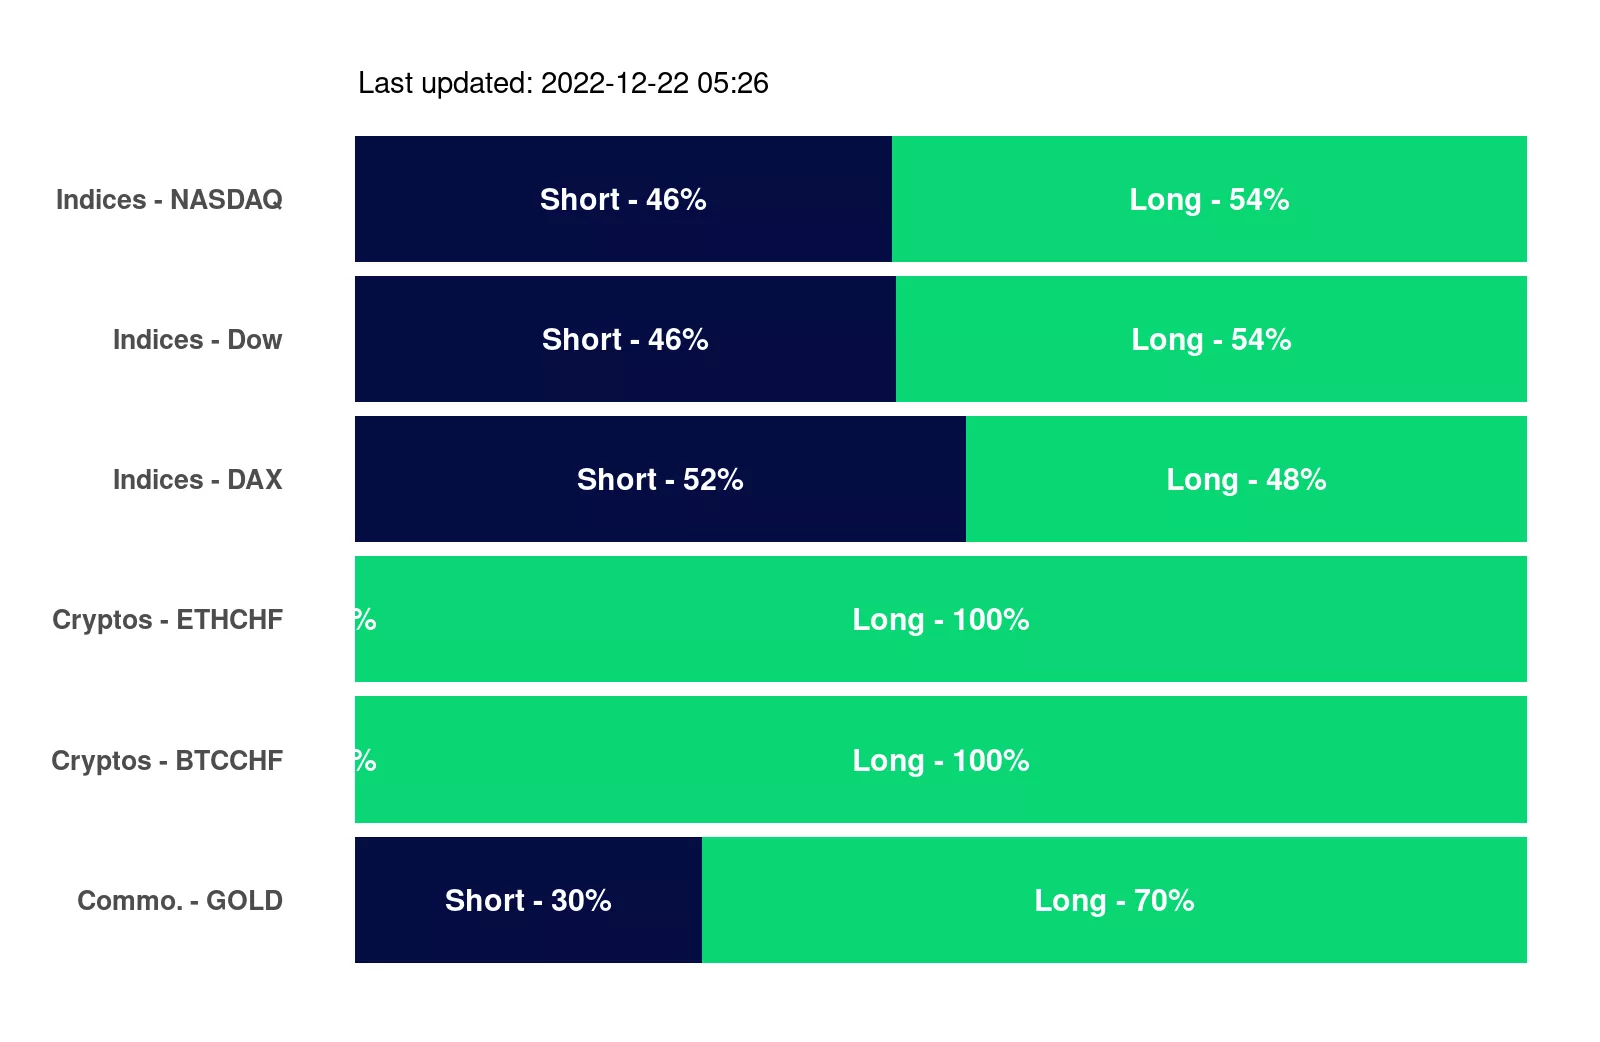 Last updated: 2022-12-22 05:26
Indices - NASDAQ Short - 46% Long - 54%
Indices - Dow Short - 46% Long - 54%
Indices - DAX Short - 52% Long - 48%
Cryptos - ETHCHF % Long - 100%
Cryptos - BTCCHF % Long - 100%
Commo. - GOLD Short - 30% Long - 70%